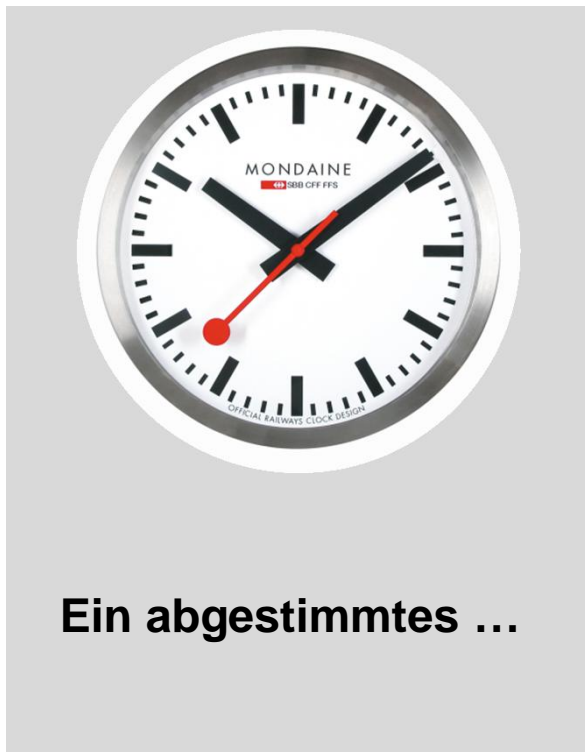 MONDAINE
SBB CFF FFS
OFFICIAL RAILWAYS CLOCK DESIGN
Ein abgestimmtes …